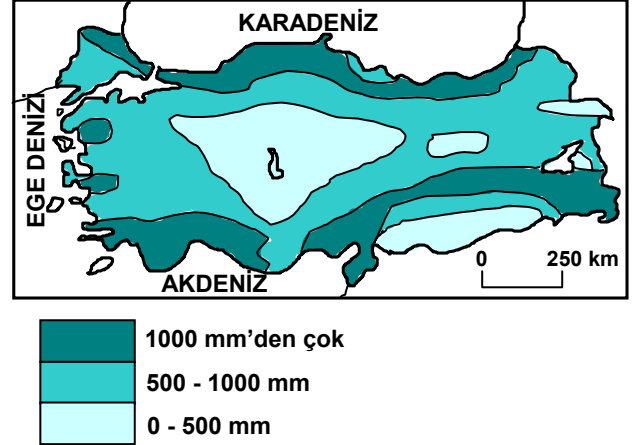 KARADENİZ
EGE DENİZİ
AKDENİZ
0 250 km
1000 mm’den çok
500 - 1000 mm
0 - 500 mm